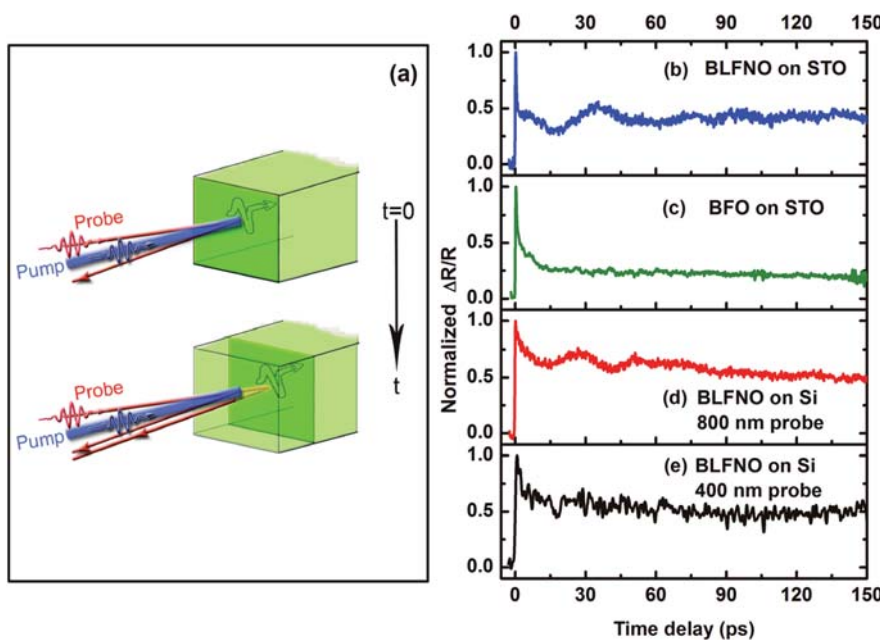 (a)
Probe
Pump
t=0
Probe
Pump
t
0 30 60 90 120 150
1.0
(b) BLFNO on STO
0.5
0.0
1.0
(c) BFO on STO
0.5
0.0
1.0
0.5
(d) BLFNO on Si
800 nm probe
0.0
1.0
(e) BLFNO on Si
400 nm probe
0.5
0.0
0 30 60 90 120 150
Normalized ΔR/R
Time delay (ps)